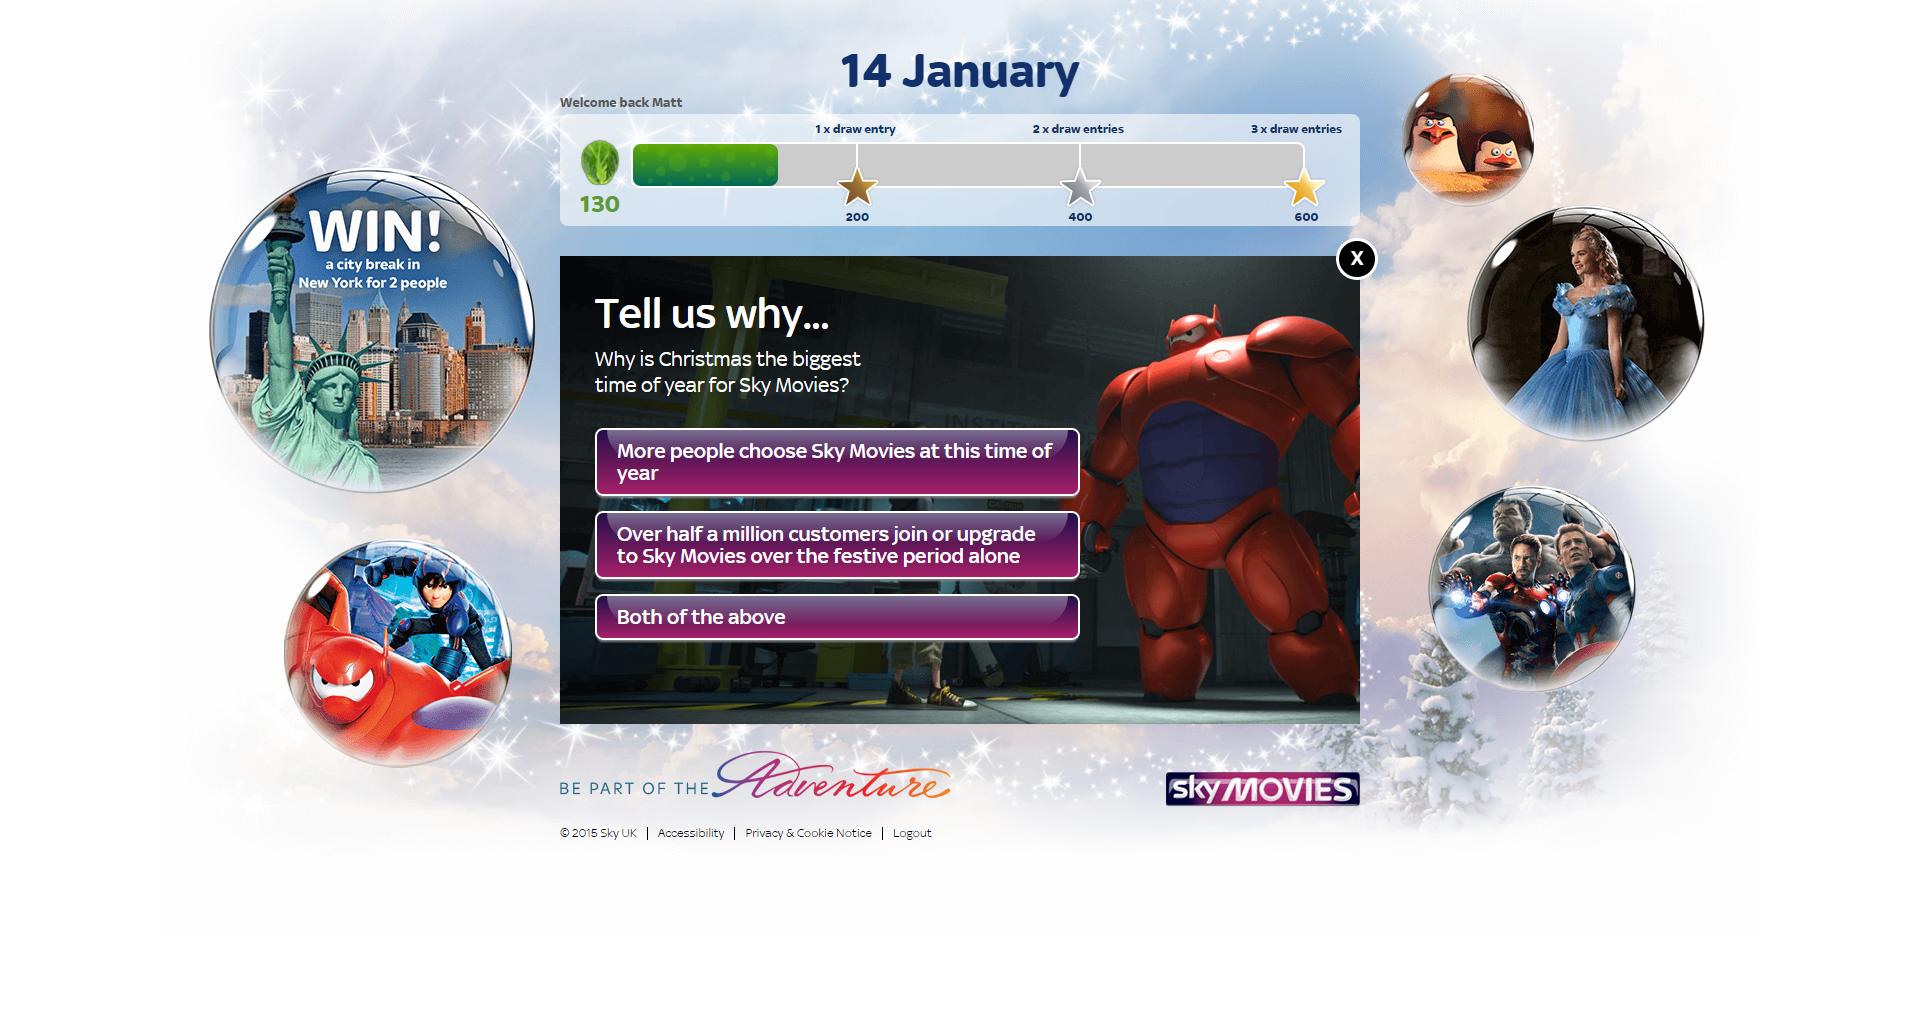 14 January
Welcome back Matt
1 x draw entry
2 x draw entries
3 x draw entries
130
200
400
600
WIN!
a city break in
New York for 2 people
X
Tell us why...
Why is Christmas the biggest
time of year for Sky Movies?
More people choose Sky Movies at this time of
year
Over half a million customers join or upgrade
to Sky Movies over the festive period alone
Both of the above
BE PART OF THE Adventure
sky MOVIES
© 2015 Sky UK | Accessibility | Privacy & Cookie Notice | Logout